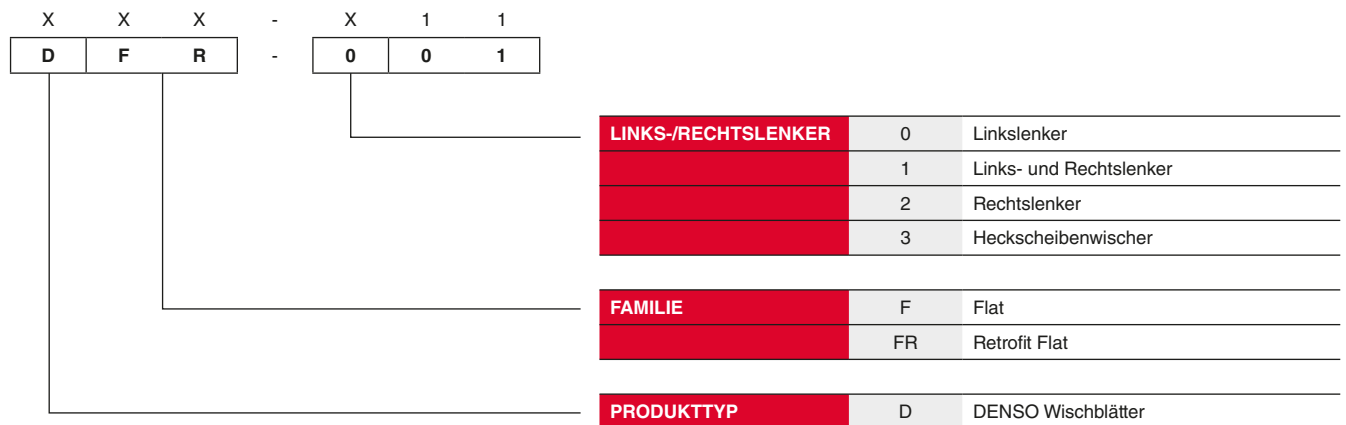 X X X - X 1 1
D F R - 0 0 1
LINKS-/RECHTSLENKER 0 Linkslenker
1 Links- und Rechtslenker
2 Rechtslenker
3 Heckscheibenwischer
FAMILIE F Flat
FR Retrofit Flat
PRODUKTTYP D DENSO Wischblätter